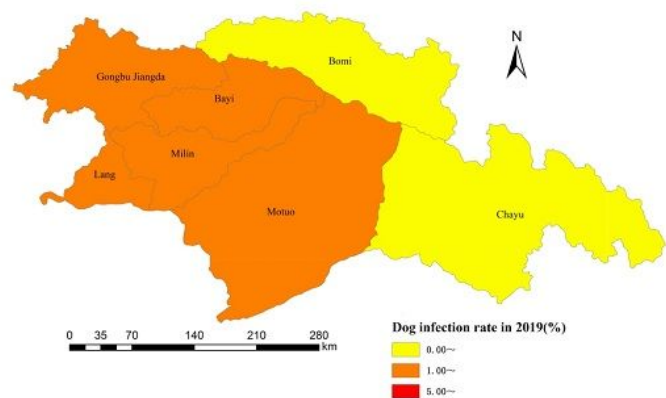 N
Bomi
Gongbu Jiangda
Bayi
Milin
Lang
Motuo
Chayu
0 35 70 140 210 280
km
Dog infection rate in 2019(%)
0.00～
1.00～
5.00～